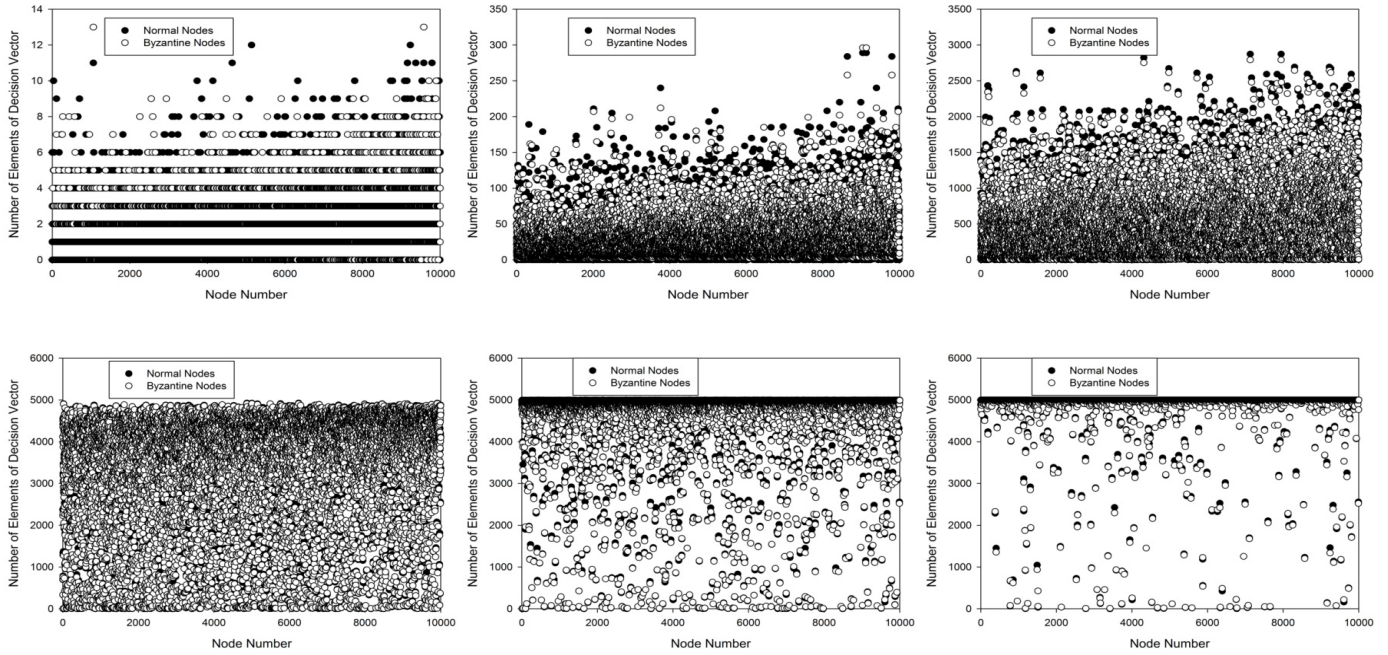 Number of Elements of Decision Vector
14
12
10
8
6
4
2
0
Normal Nodes
Byzantine Nodes
0 2000 4000 6000 8000 10000
Node Number
Number of Elements of Decision Vector
350
300
250
200
150
100
50
0
Normal Nodes
Byzantine Nodes
0 2000 4000 6000 8000 10000
Node Number
Number of Elements of Decision Vector
3500
3000
2500
2000
1500
1000
500
0
Normal Nodes
Byzantine Nodes
0 2000 4000 6000 8000 10000
Node Number
Number of Elements of Decision Vector
6000
5000
4000
3000
2000
1000
0
Normal Nodes
Byzantine Nodes
0 2000 4000 6000 8000 10000
Node Number
Number of Elements of Decision Vector
6000
5000
4000
3000
2000
1000
0
Normal Nodes
Byzantine Nodes
0 2000 4000 6000 8000 10000
Node Number
Number of Elements of Decision Vector
6000
5000
4000
3000
2000
1000
0
Normal Nodes
Byzantine Nodes
0 2000 4000 6000 8000 10000
Node Number